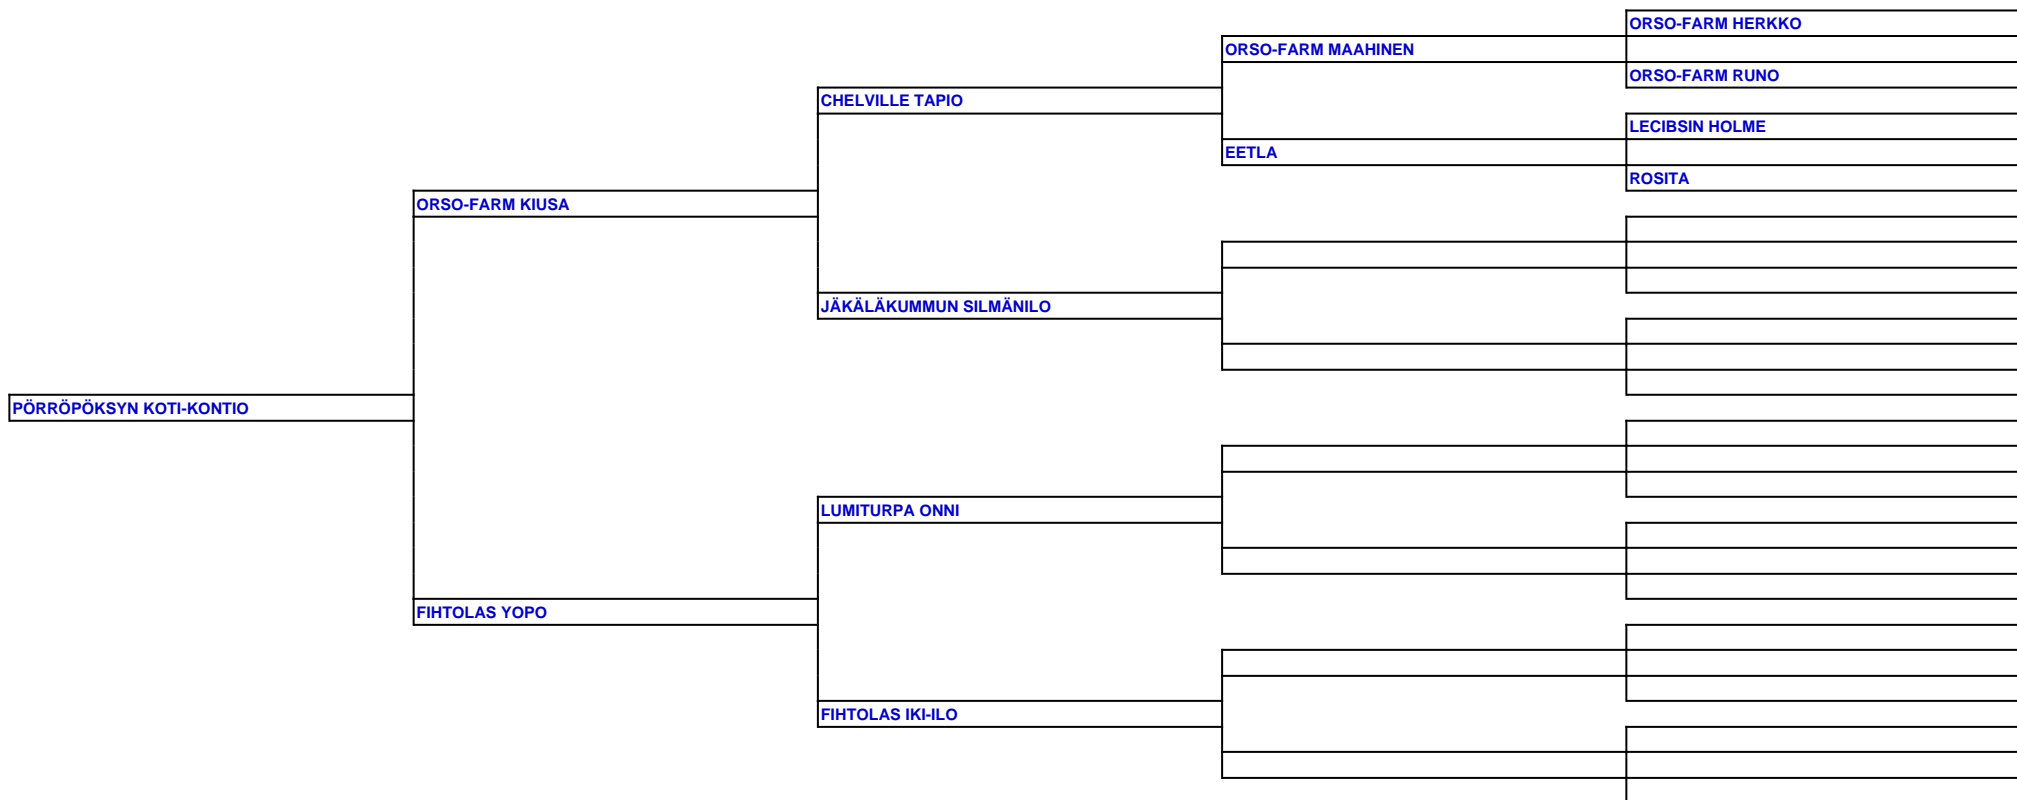 ORSO-FARM HERKKO
ORSO-FARM MAAHINEN
ORSO-FARM RUNO
CHELVILLE TAPIO
LECIBSIN HOLME
EETLA
ROSITA
ORSO-FARM KIUSA
JÄKÄLÄKUMMUN SILMÄNILO
PÖRRÖPÖKSYN KOTI-KONTIO
LUMITURPA ONNI
FIHTOLAS YOPO
FIHTOLAS IKI-ILO